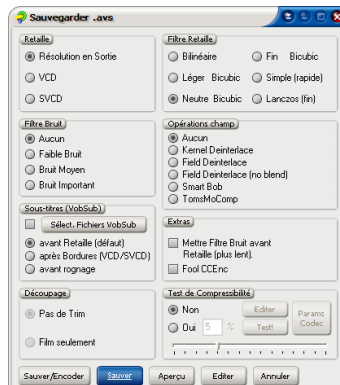 Sauvegarder .avs
Retaille
Résolution en Sortie
VCD
SVCD
Filtre Retaille
Bilinéaire
Fin Bicubic
Léger Bicubic
Simple (rapide)
Neutre Bicubic
Lanczos (fin)
Filtre Bruit
Aucun
Faible Bruit
Bruit Moyen
Bruit Important
Opérations champ
Aucun
Kernel Deinterlace
Field Deinterlace
Field Deinterlace (no blend)
Smart Bob
TomsMoComp
Sous-titres (VobSub)
Sélect. Fichiers VobSub
avant Retaille (défaut)
après Bordures (VCD/SVCD)
avant rognage
Extras
Mettre Filtre Bruit avant
Retaille (plus lent).
Fool CCEnc
Découpage
Pas de Trim
Film seulement
Test de Compressibilité
Non
Editer
Oui 5 %
Test!
Params
Codec
Sauver/Encoder
Sauver
Aperçu
Editer
Annuler